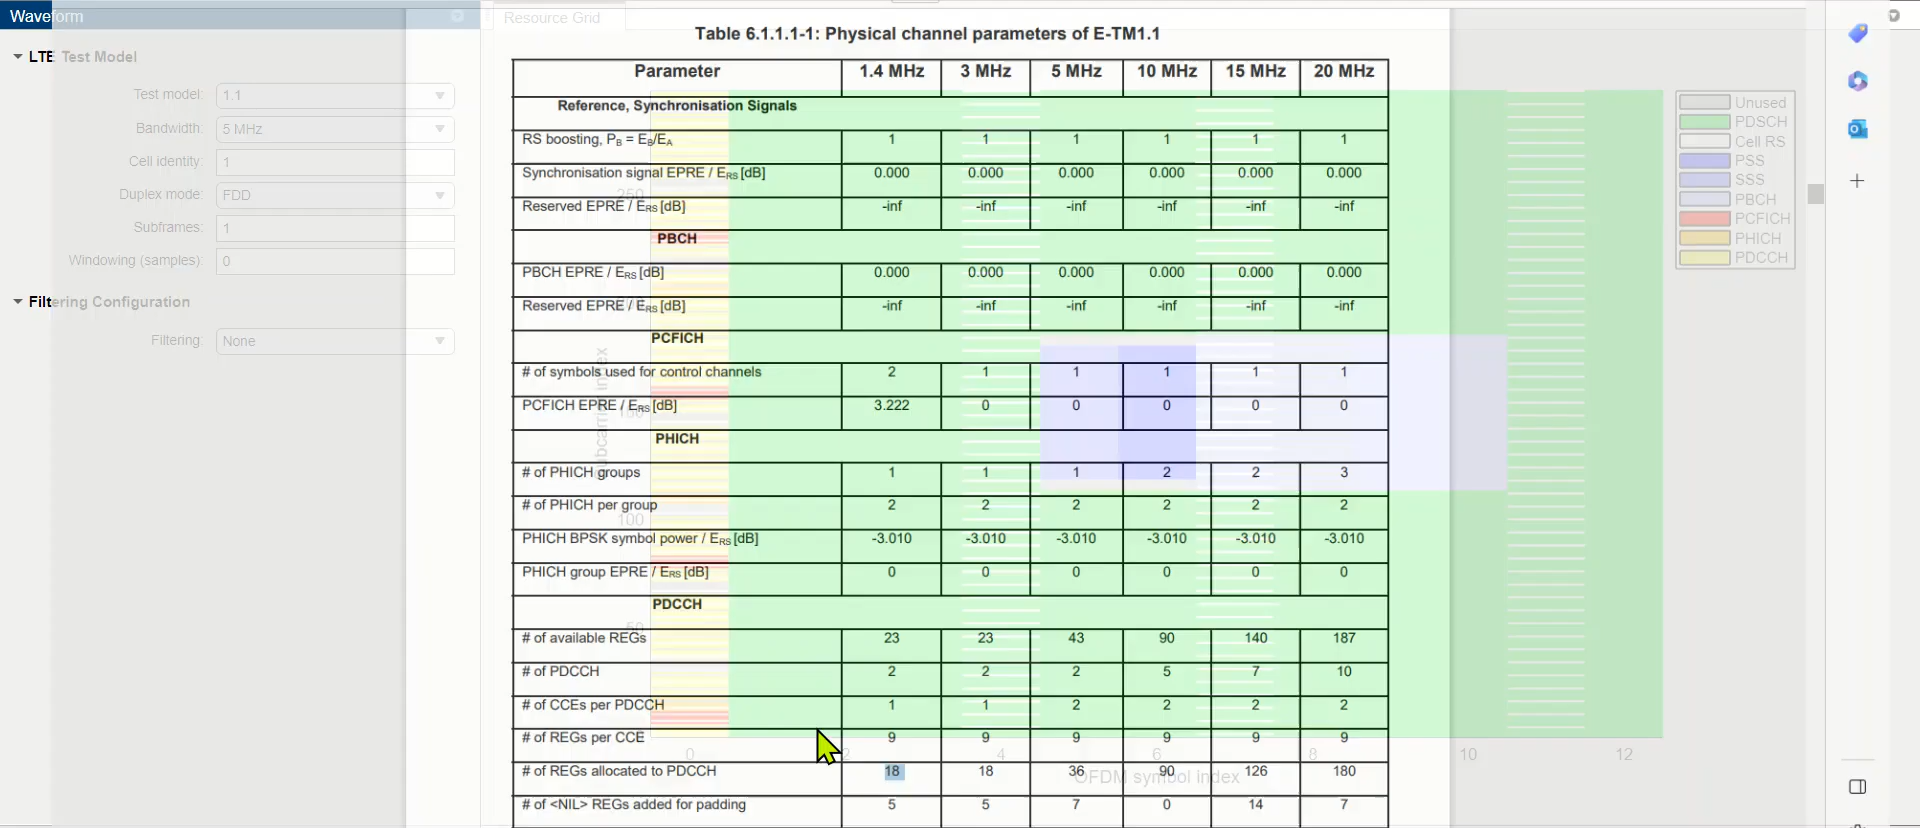 Waveform
Resource Grid
LTE Test Model
Test model: 1.1
Bandwidth: 5 MHz
Cell identity: 1
Duplex mode: FDD
Subframes: 1
Windowing (samples): 0
Filtering Configuration
Filtering: None
Table 6.1.1.1-1: Physical channel parameters of E-TM1.1
Parameter 1.4 MHz 3 MHz 5 MHz 10 MHz 15 MHz 20 MHz
Reference, Synchronisation Signals
RS boosting, PB = EB/EA 1 1 1 1 1 1
Synchronisation signal EPRE / ERS [dB] 0.000 0.000 0.000 0.000 0.000 0.000
Reserved EPRE / ERS [dB] -inf -inf -inf -inf -inf -inf
PBCH
PBCH EPRE / ERS [dB] 0.000 0.000 0.000 0.000 0.000 0.000
Reserved EPRE / ERS [dB] -inf -inf -inf -inf -inf -inf
PCFICH
# of symbols used for control channels 2 1 1 1 1 1
PCFICH EPRE / ERS [dB] 3.222 0 0 0 0 0
PHICH
# of PHICH groups 1 1 1 2 2 3
# of PHICH per group 2 2 2 2 2 2
PHICH BPSK symbol power / ERS [dB] -3.010 -3.010 -3.010 -3.010 -3.010 -3.010
PHICH group EPRE / ERS [dB] 0 0 0 0 0 0
PDCCH
# of available REGs 23 23 43 90 140 187
# of PDCCH 2 2 2 5 7 10
# of CCEs per PDCCH 1 1 2 2 2 2
# of REGs per CCE 9 9 9 9 9 9
# of REGs allocated to PDCCH 18 18 36 90 126 180
# of <NIL> REGs added for padding 5 5 7 0 14 7
250
150
100
50
Subcarrier index
0 2 4 6 8 10 12
OFDM symbol index
Unused
PDSCH
Cell RS
PSS
SSS
PBCH
PCFICH
PHICH
PDCCH